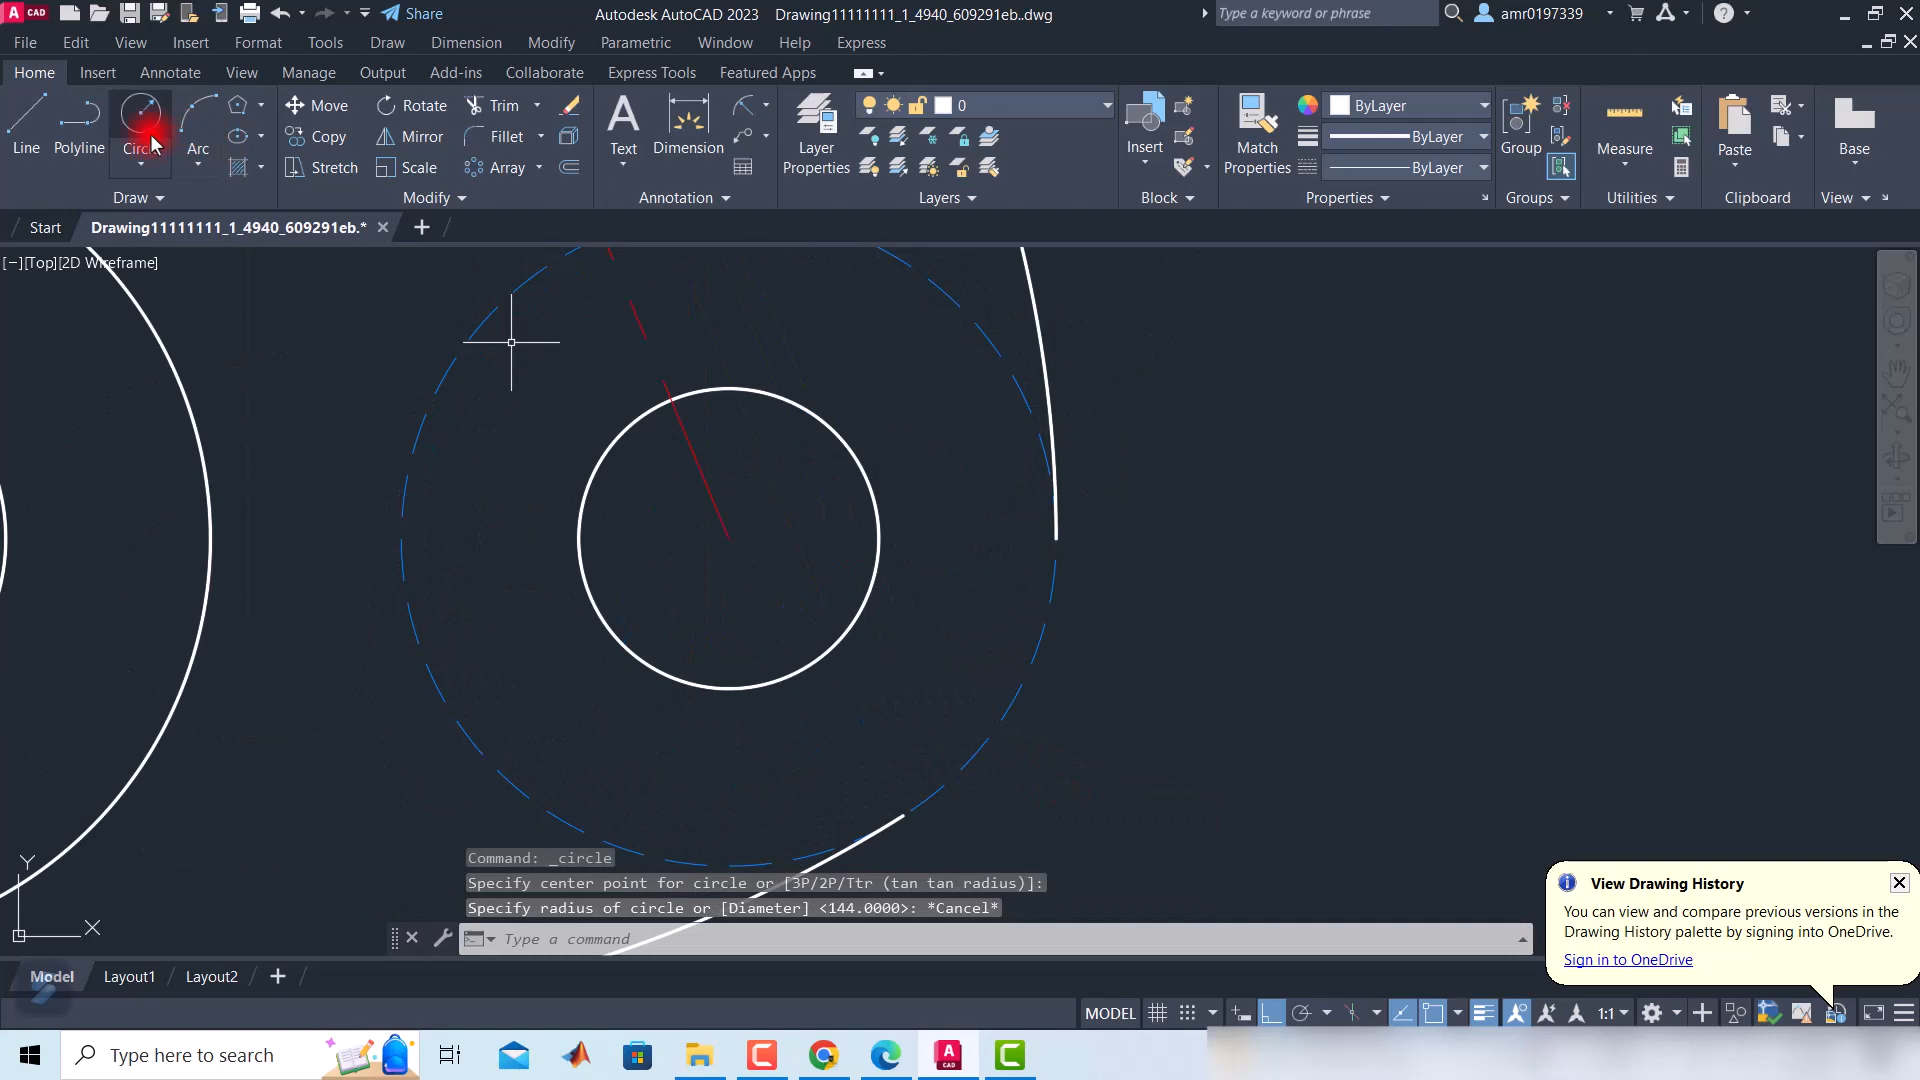 A CAD
Share
Autodesk AutoCAD 2023 Drawing11111111_1_4940_609291eb..dwg
Type a keyword or phrase
amr0197339
File Edit View Insert Format Tools Draw Dimension Modify Parametric Window Help Express
Home Insert Annotate View Manage Output Add-ins Collaborate Express Tools Featured Apps
Line Polyline Circle Arc
Move Rotate Trim
Copy Mirror Fillet
Stretch Scale Array
Text Dimension
Layer Properties
0
Insert
Match Properties
ByLayer
ByLayer
ByLayer
Group
Measure
Paste
Base
Draw Modify Annotation Layers Block Properties Groups Utilities Clipboard View
Start Drawing11111111_1_4940_609291eb.*
[−][Top][2D Wireframe]
Command: _circle
Specify center point for circle or [3P/2P/Ttr (tan tan radius)]:
Specify radius of circle or [Diameter] <144.0000>: *Cancel*
Type a command
Y
X
View Drawing History
You can view and compare previous versions in the
Drawing History palette by signing into OneDrive.
Sign in to OneDrive
Model Layout1 Layout2
MODEL
1:1
Type here to search
A CAD